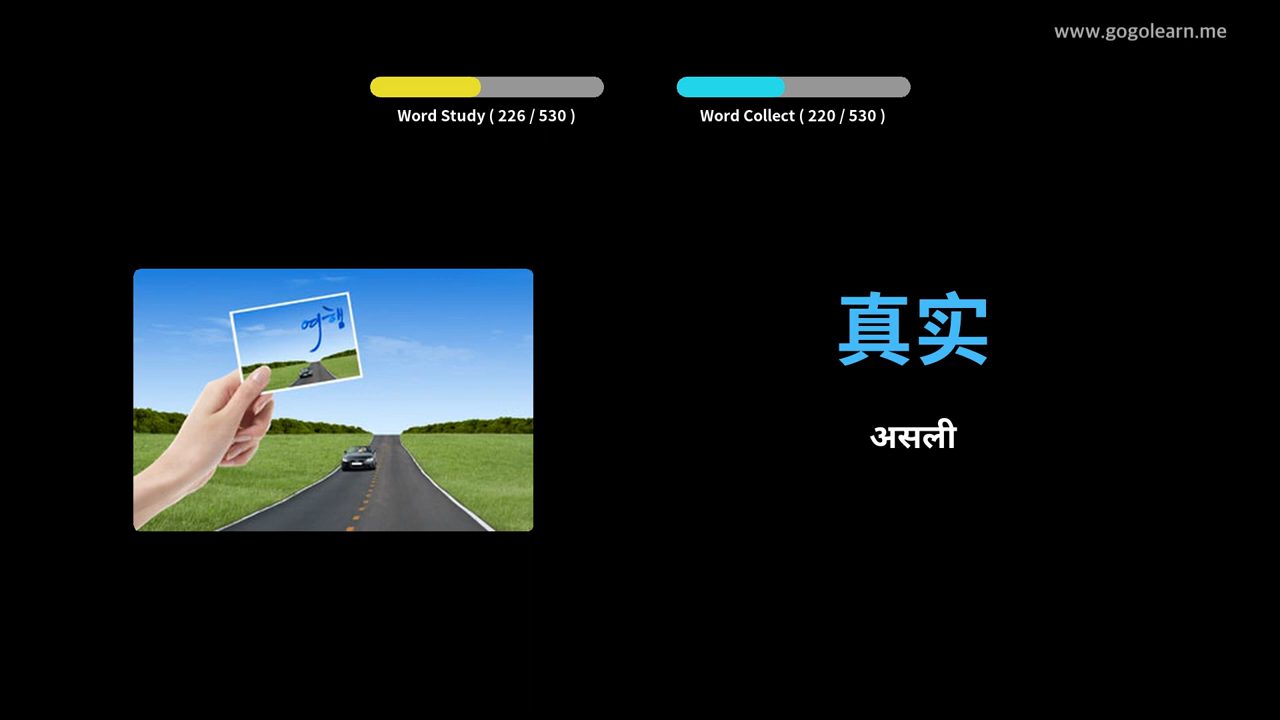 www.gogolearn.me
Word Study ( 226 / 530 )
Word Collect ( 220 / 530 )
여행
真实
असली